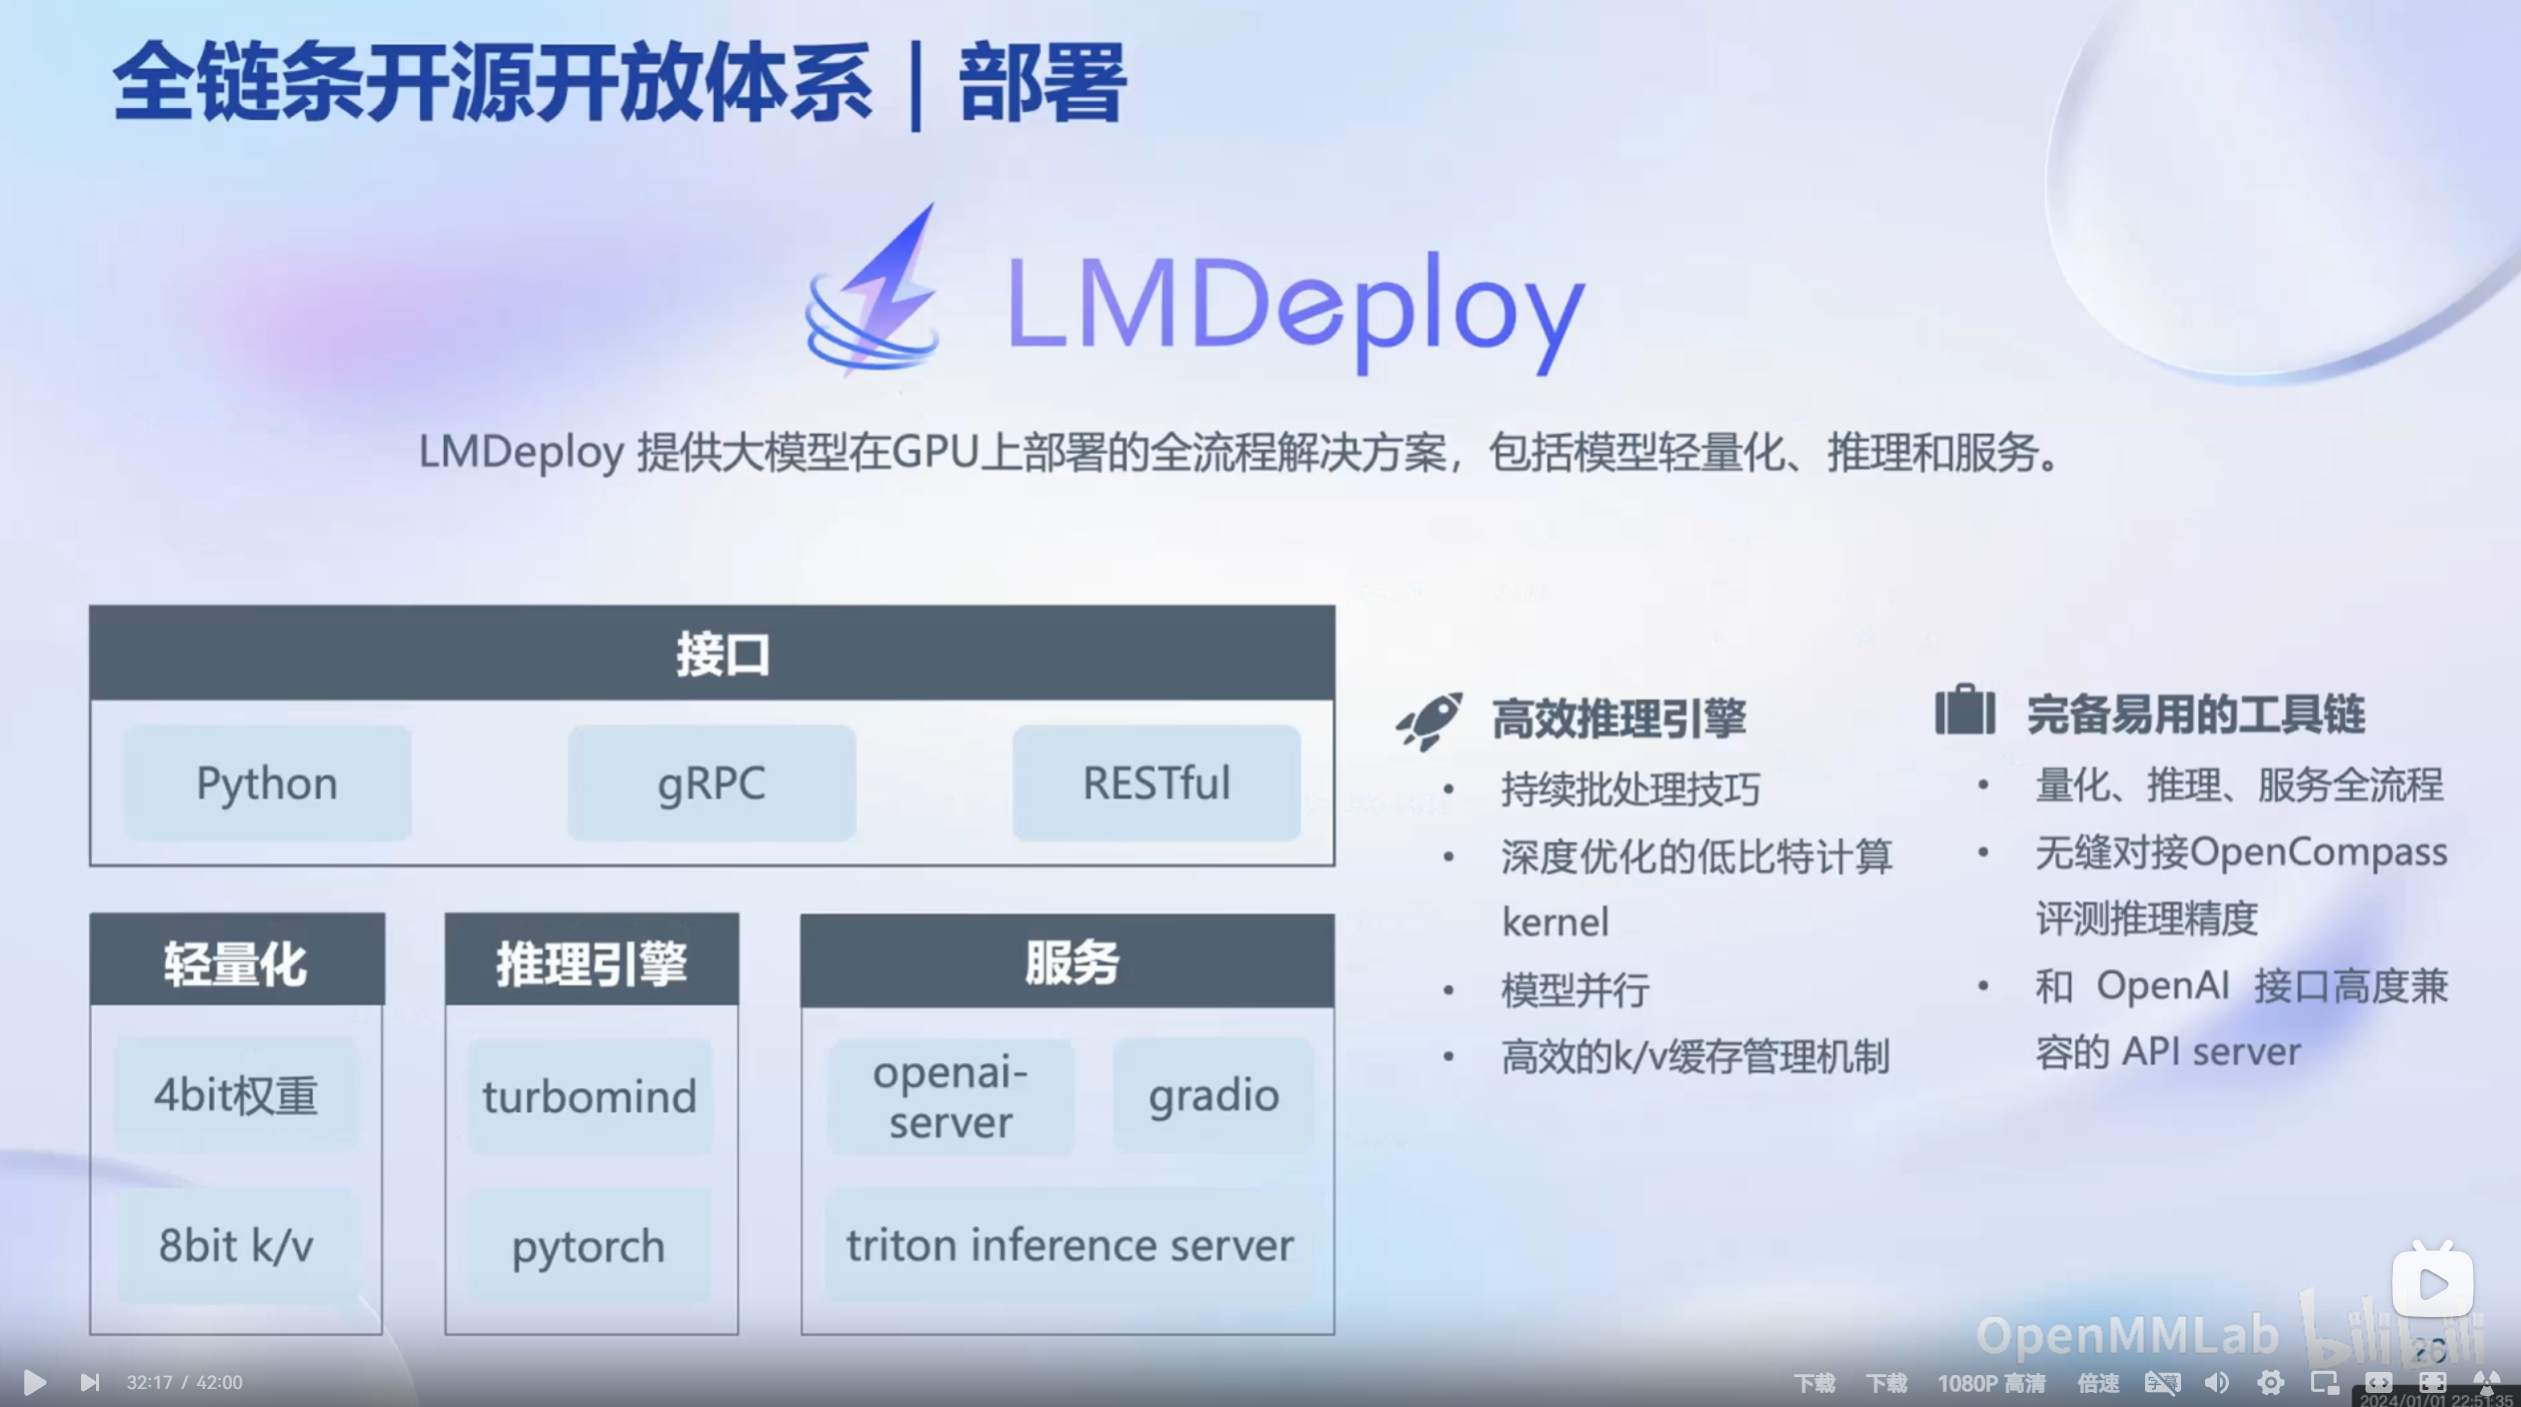 全链条开源开放体系 | 部署
LMDeploy
LMDeploy 提供大模型在GPU上部署的全流程解决方案，包括模型轻量化、推理和服务。
接口
Python
gRPC
RESTful
轻量化
4bit权重
8bit k/v
推理引擎
turbomind
pytorch
服务
openai-
server
gradio
triton inference server
高效推理引擎
• 持续批处理技巧
• 深度优化的低比特计算
kernel
• 模型并行
• 高效的k/v缓存管理机制
完备易用的工具链
• 量化、推理、服务全流程
• 无缝对接OpenCompass
评测推理精度
• 和 OpenAI 接口高度兼
容的 API server
OpenMMLab
bilibili
26
32:17 / 42:00
下载
下载
1080P 高清
倍速
字幕
2024/01/01 22:51:35